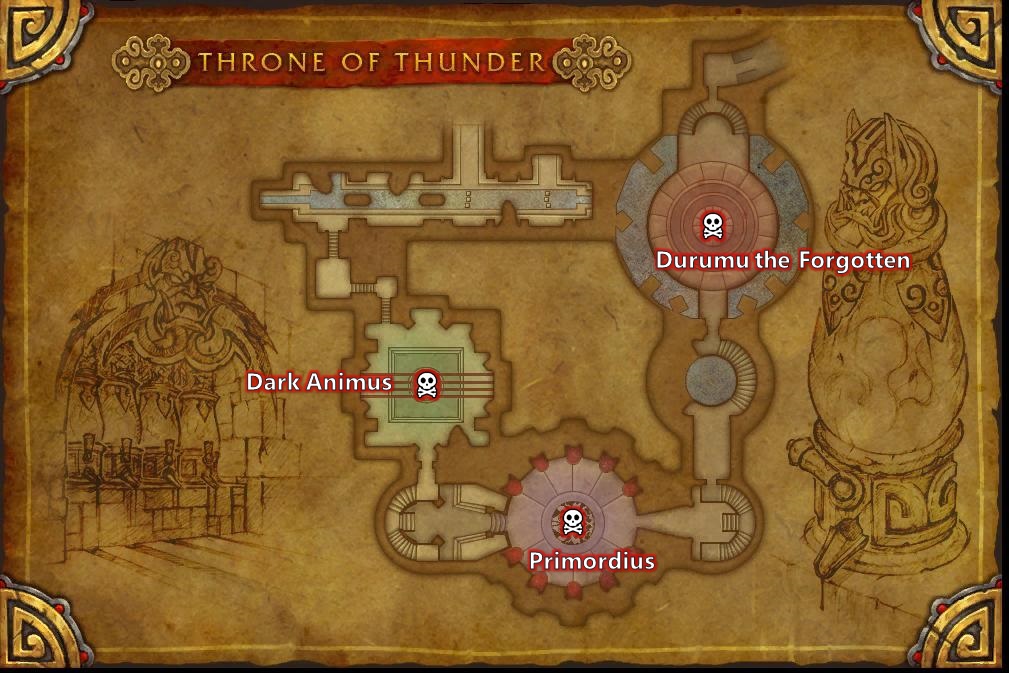 THRONE OF THUNDER
Durumu the Forgotten
Dark Animus
Primordius